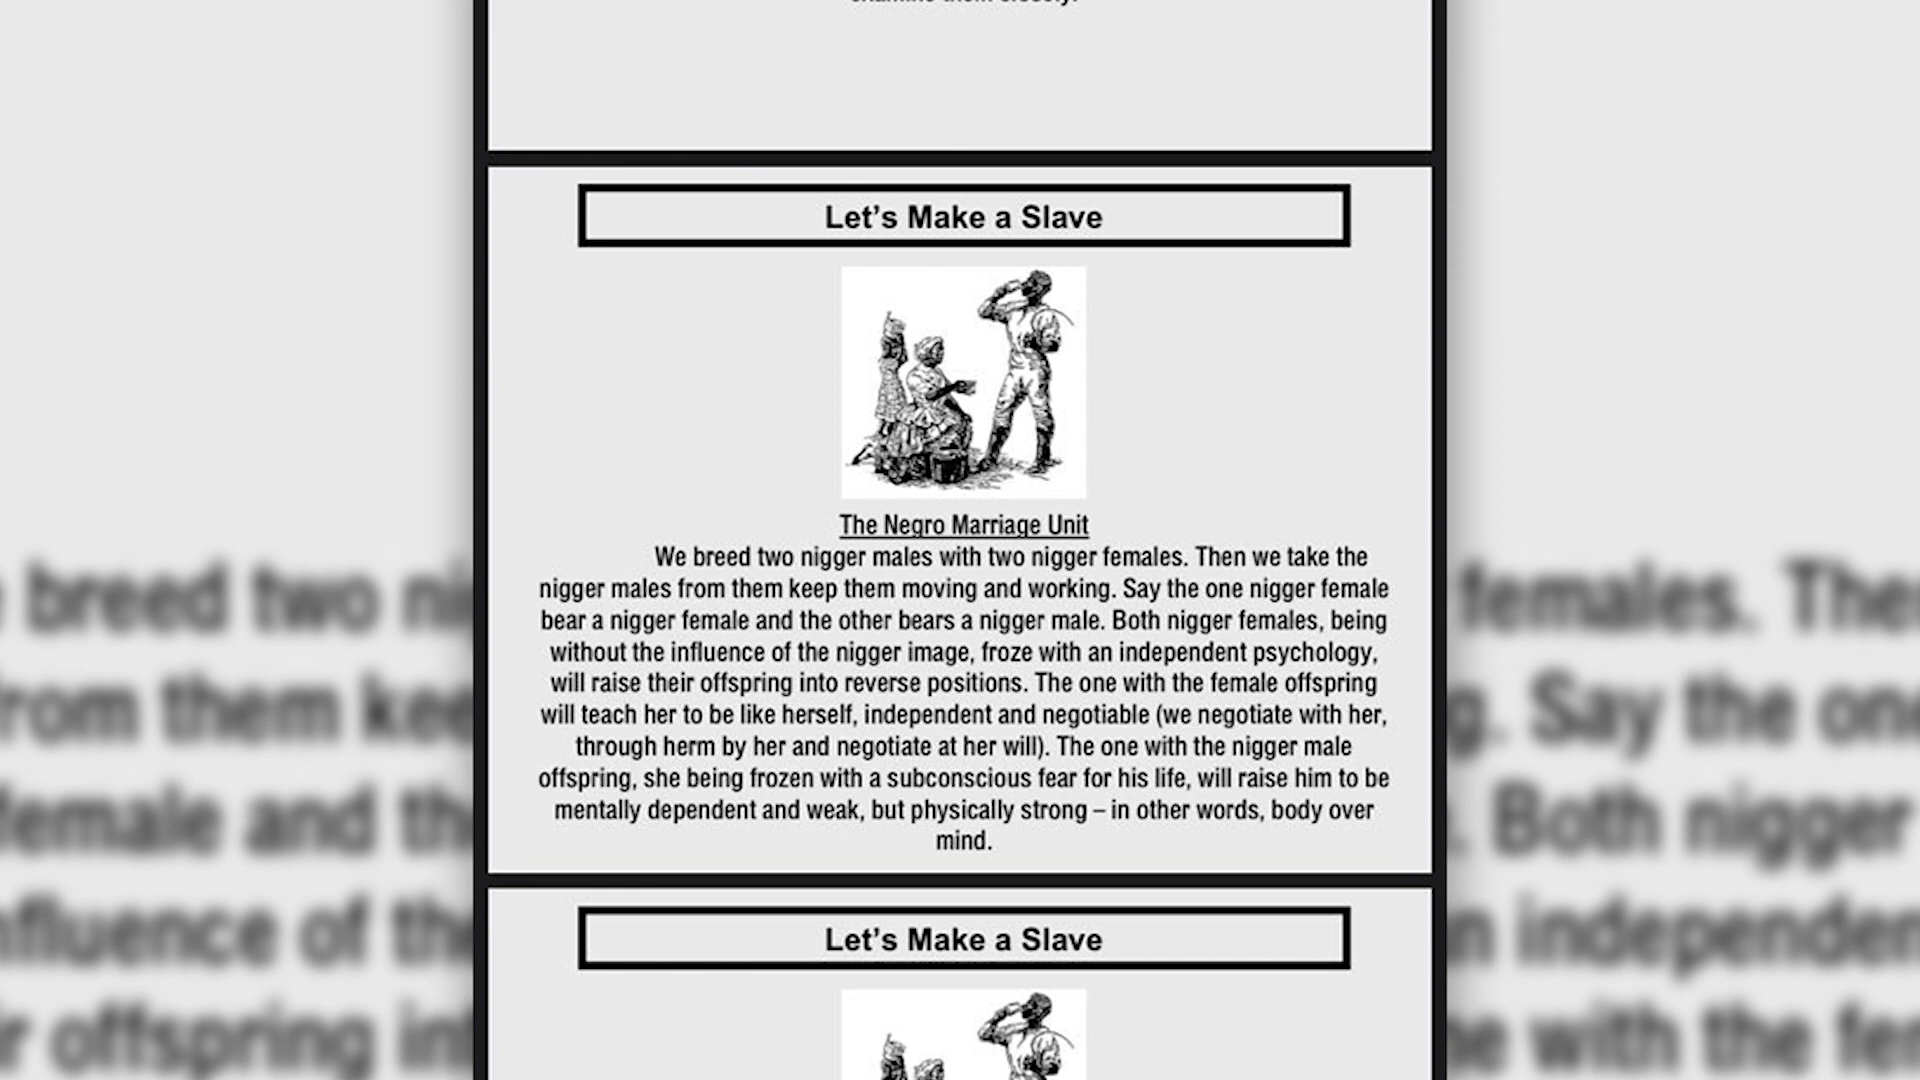 Let's Make a Slave
The Negro Marriage Unit
We breed two nigger males with two nigger females. Then we take the
nigger males from them keep them moving and working. Say the one nigger female
bear a nigger female and the other bears a nigger male. Both nigger females, being
without the influence of the nigger image, froze with an independent psychology,
will raise their offspring into reverse positions. The one with the female offspring
will teach her to be like herself, independent and negotiable (we negotiate with her,
through herm by her and negotiate at her will). The one with the nigger male
offspring, she being frozen with a subconscious fear for his life, will raise him to be
mentally dependent and weak, but physically strong – in other words, body over
mind.
Let's Make a Slave